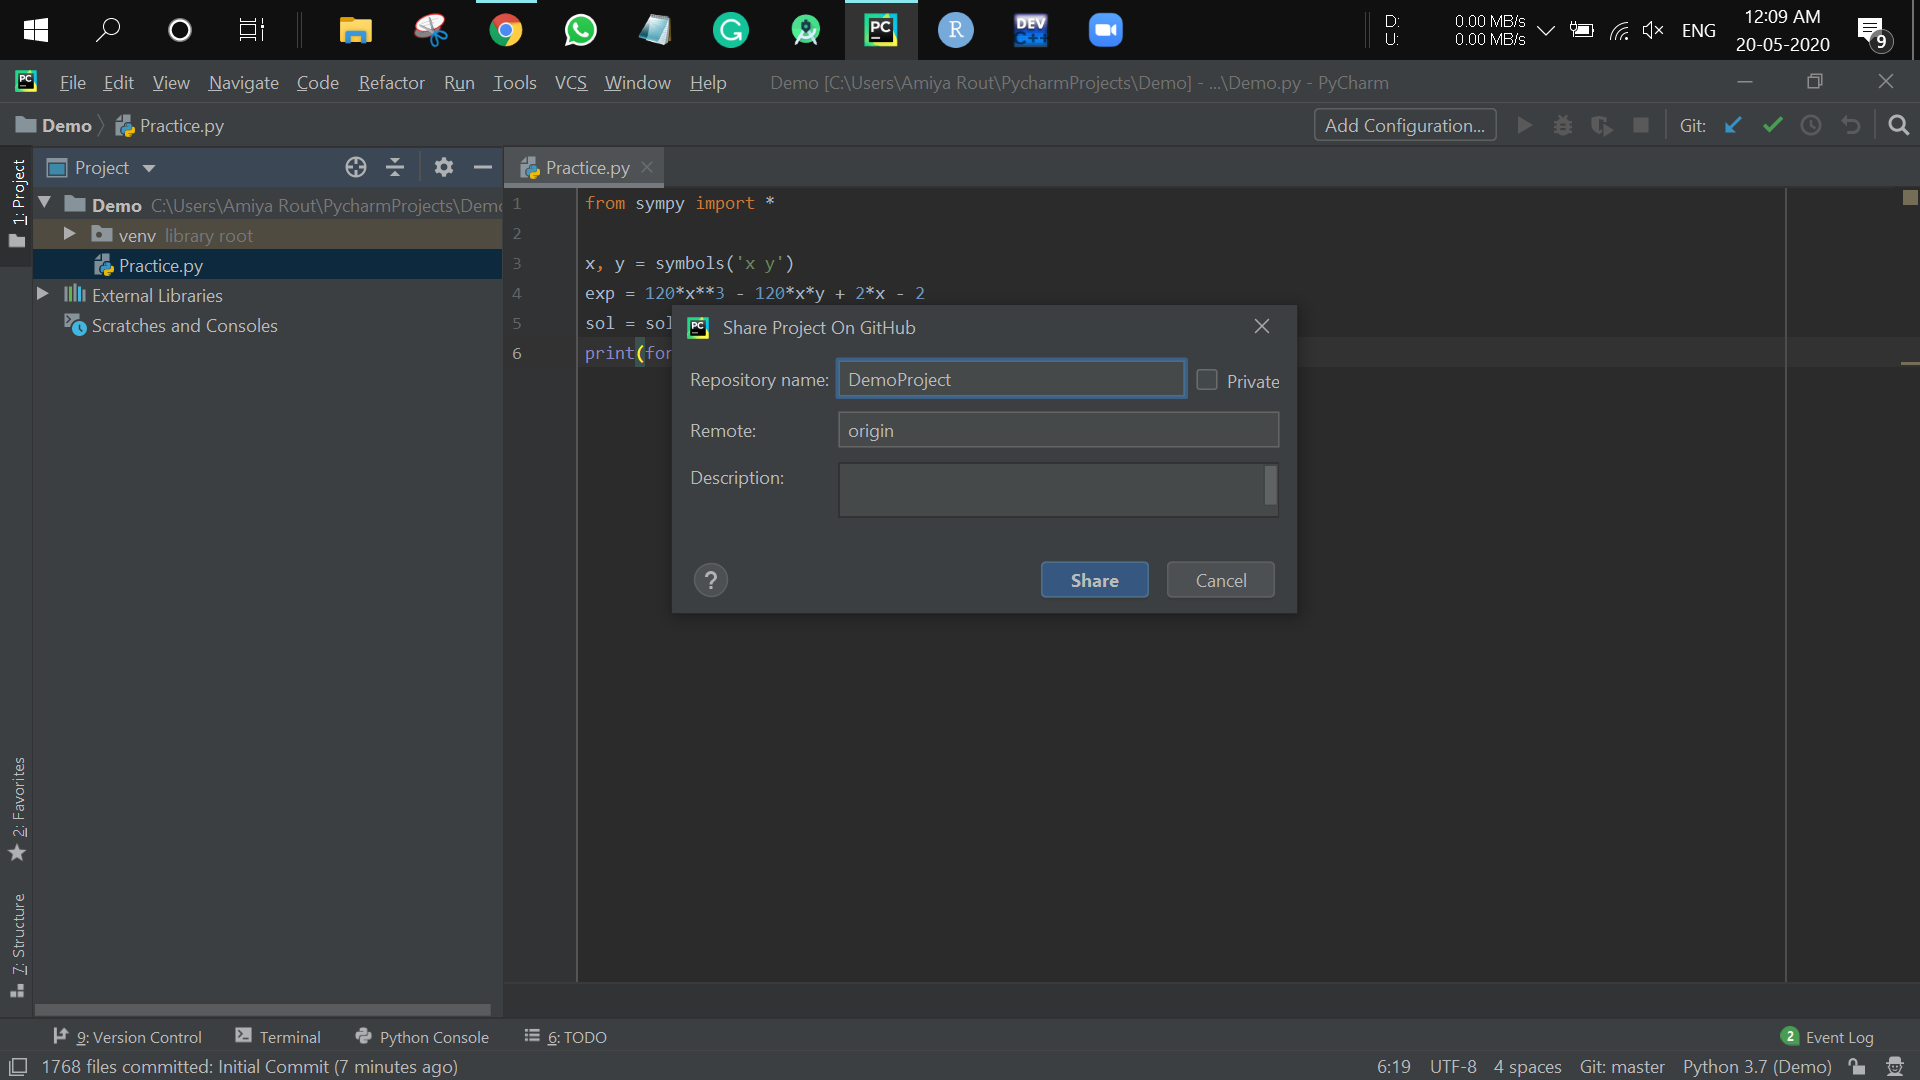 D: 0.00 MB/s
U: 0.00 MB/s
ENG
12:09 AM
20-05-2020
9
PC
R
DEV
C++
File Edit View Navigate Code Refactor Run Tools VCS Window Help Demo [C:\Users\Amiya Rout\PycharmProjects\Demo] - ...\Demo.py - PyCharm
Demo Practice.py Add Configuration... Git:
1: Project
Project
Practice.py
Demo C:\Users\Amiya Rout\PycharmProjects\Demo
venv library root
Practice.py
External Libraries
Scratches and Consoles
1 from sympy import *
2
3 x, y = symbols('x y')
4 exp = 120*x**3 - 120*x*y + 2*x - 2
5 sol = sol
6 print(for
PC Share Project On GitHub
Repository name: DemoProject Private
Remote: origin
Description:
? Share Cancel
2: Favorites
7: Structure
9: Version Control Terminal Python Console 6: TODO 2 Event Log
1768 files committed: Initial Commit (7 minutes ago) 6:19 UTF-8 4 spaces Git: master Python 3.7 (Demo)